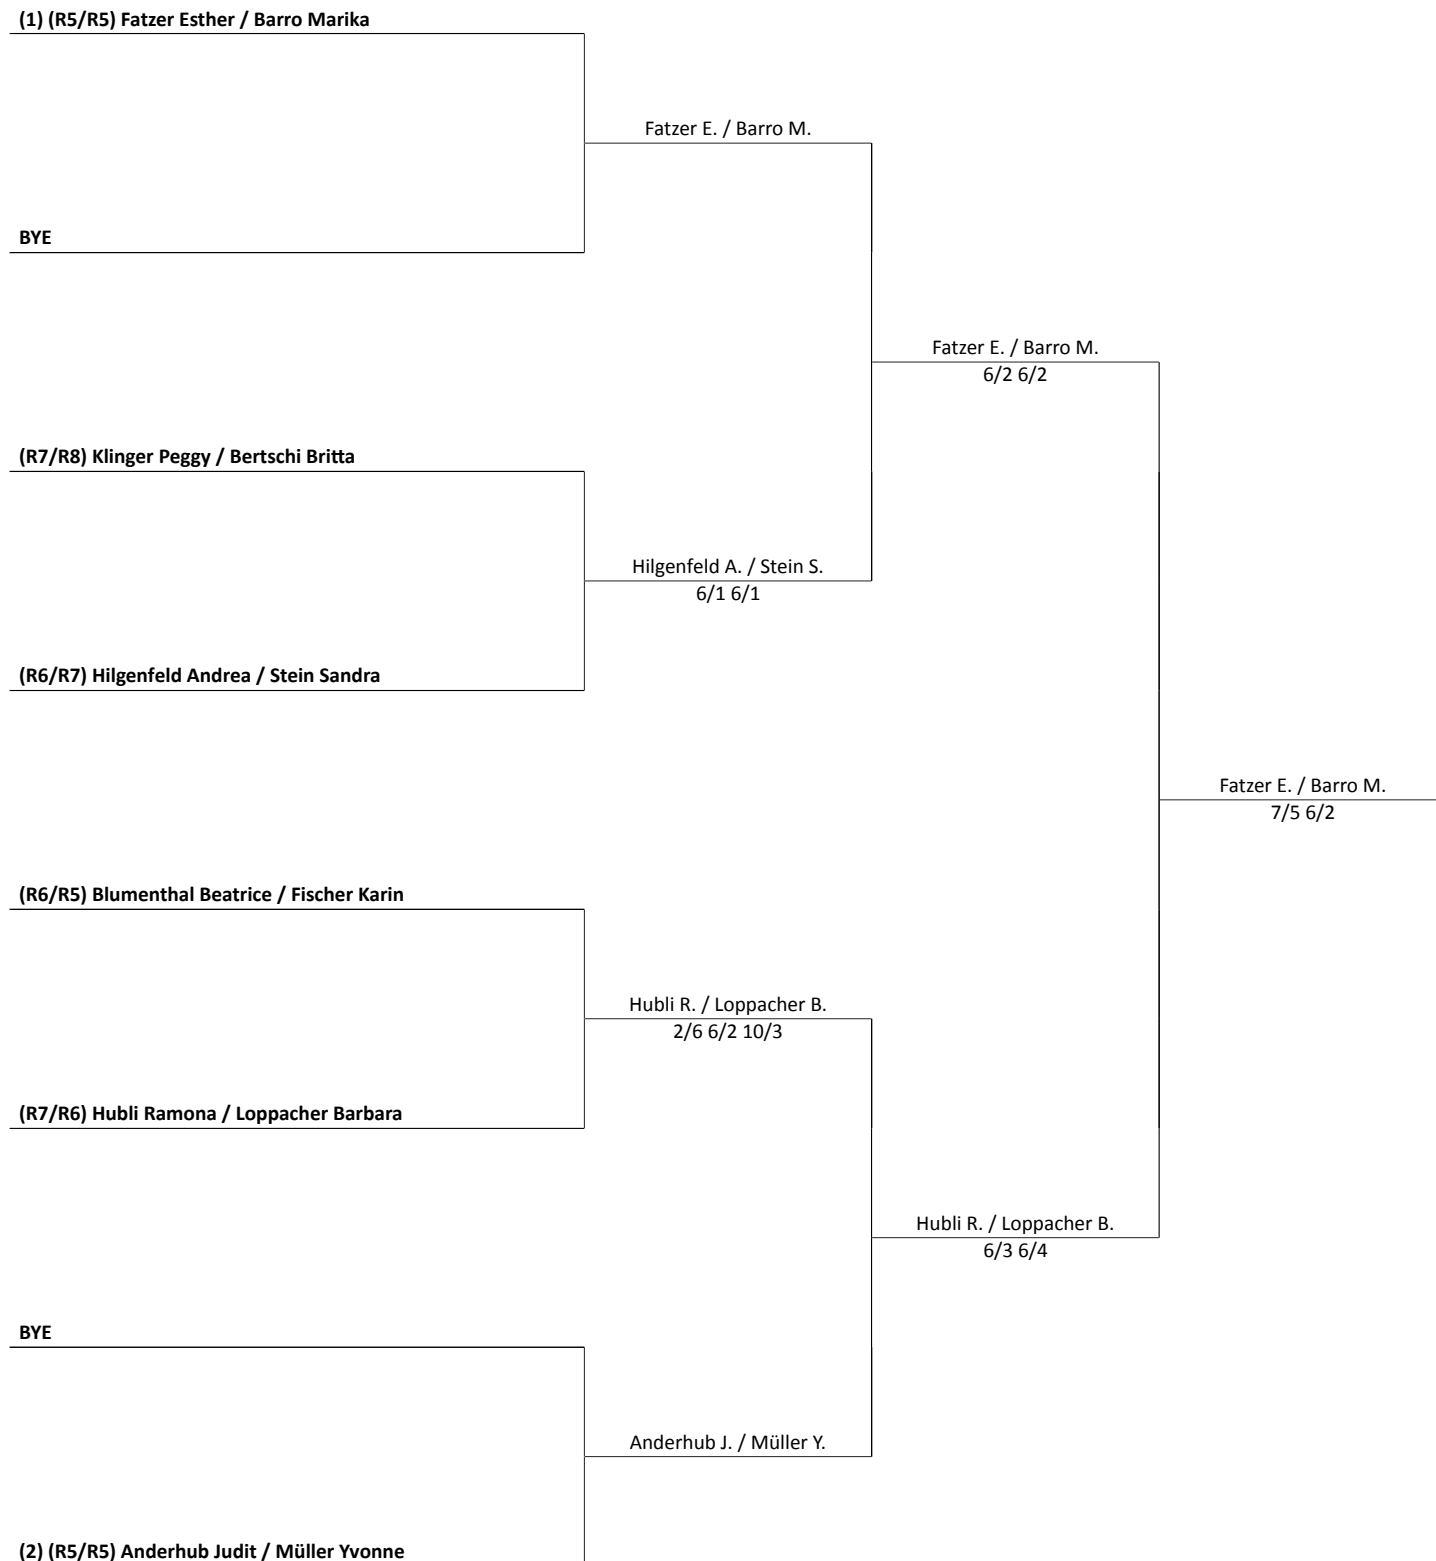 (1) (R5/R5) Fatzer Esther / Barro Marika
Fatzer E. / Barro M.
BYE
Fatzer E. / Barro M.
6/2 6/2
(R7/R8) Klinger Peggy / Bertschi Britta
Hilgenfeld A. / Stein S.
6/1 6/1
(R6/R7) Hilgenfeld Andrea / Stein Sandra
Fatzer E. / Barro M.
7/5 6/2
(R6/R5) Blumenthal Beatrice / Fischer Karin
Hubli R. / Loppacher B.
2/6 6/2 10/3
(R7/R6) Hubli Ramona / Loppacher Barbara
Hubli R. / Loppacher B.
6/3 6/4
BYE
Anderhub J. / Müller Y.
(2) (R5/R5) Anderhub Judit / Müller Yvonne